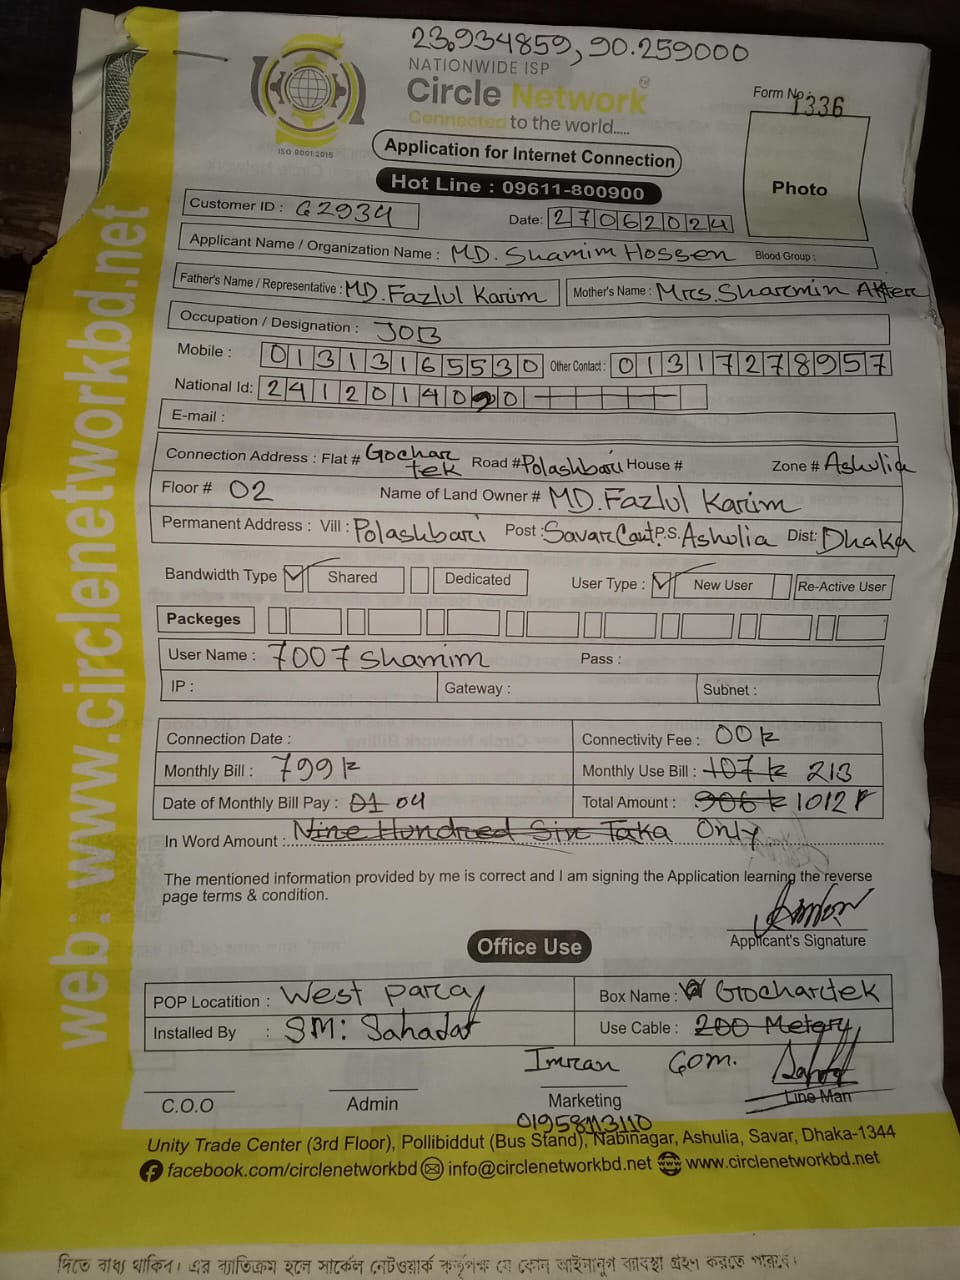 23.934859, 90.259000
NATIONWIDE ISP
Circle Network
Connected to the world.....
ISO 9001:2015
Form No: 1336
Application for Internet Connection
Photo
Hot Line : 09611-800900
Customer ID : G2934
Date: 27062024
Applicant Name / Organization Name : MD. Shamim Hossen Blood Group :
Father's Name / Representative : MD. Fazlul Karim Mother's Name : Mrs. Sharmin Akter
Occupation / Designation : JOB
Mobile : 01313165530 Other Contact : 01317278957
National Id: 2412014090
E-mail :
Connection Address : Flat # Gochartek Road # Polashbari House # Zone # Ashulia
Floor # 02 Name of Land Owner # MD. Fazlul Karim
Permanent Address : Vill : Polashbari Post : Savar Cant. P.S. Ashulia Dist: Dhaka
Bandwidth Type Shared Dedicated User Type : New User Re-Active User
Packeges
User Name : 7007shamim Pass :
IP : Gateway : Subnet :
Connection Date : Connectivity Fee : 00 k
Monthly Bill : 799 k Monthly Use Bill : 107 k 213
Date of Monthly Bill Pay : 01 04 Total Amount : 906 k 1012
In Word Amount : Nine Hundred Six Taka Only
The mentioned information provided by me is correct and I am signing the Application learning the reverse
page terms & condition.
Applicant's Signature
Office Use
POP Locatition : West para Box Name : Gochartek
Installed By : SM: Sahadat Use Cable : 200 Metary
Imran Com.
C.O.O Admin Marketing Line Man
01958113110
Unity Trade Center (3rd Floor), Pollibiddut (Bus Stand), Nabinagar, Ashulia, Savar, Dhaka-1344
facebook.com/circlenetworkbd info@circlenetworkbd.net www.circlenetworkbd.net
web: www.circlenetworkbd.net
দিতে বাধ্য থাকিব। এর ব্যতিক্রম হলে সার্কেল নেটওয়ার্ক কর্তৃপক্ষ যে কোন আইনানুগ ব্যবস্থা গ্রহণ করতে পারবে।